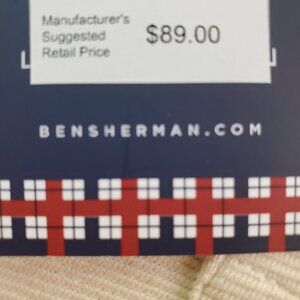 Manufacturer's
Suggested
Retail Price
$89.00
BENSHERMAN.COM